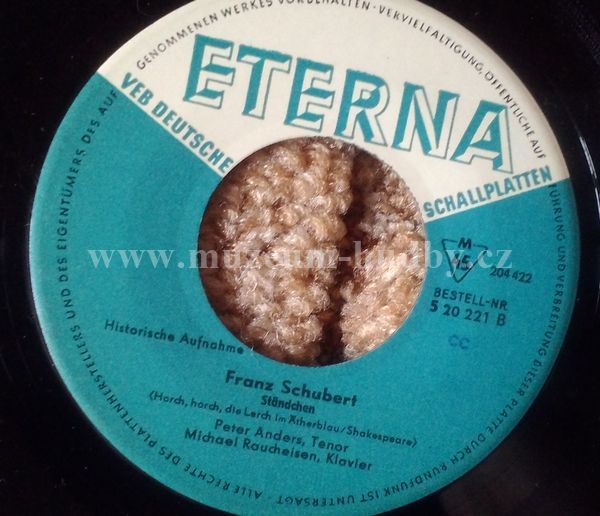 GENOMMENEN WERKES VORBEHALTEN · VERVIELFÄLTIGUNG, ÖFFENTLICHE AUF
ETERNA
VEB DEUTSCHE
SCHALLPLATTEN
www.muzeum-hudby.cz
M
45
204 422
BESTELL-NR.
5 20 221 B
CC
Historische Aufnahme
Franz Schubert
Ständchen
(Horch, horch, die Lerch im Ätherblau/Shakespeare)
Peter Anders, Tenor
Michael Raucheisen, Klavier
FÜHRUNG UND VERBREITUNG DIESER PLATTE DURCH RUNDFUNK IST UNTERSAGT · ALLE RECHTE DES PLATTENHERSTELLERS UND DES EIGENTÜMERS DES AUF